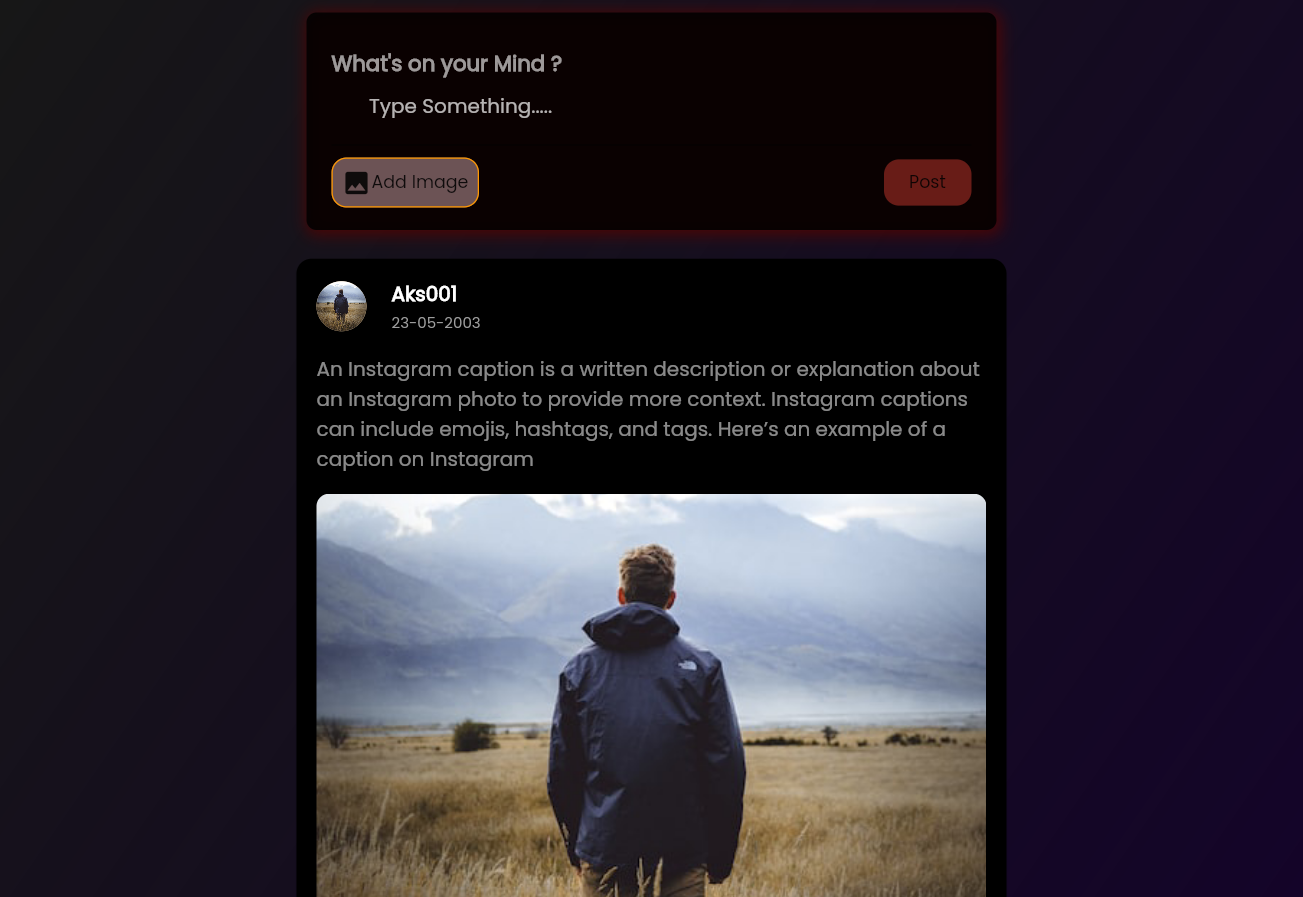 What's on your Mind ?
Type Something.....
Add Image
Post
Aks001
23-05-2003
An Instagram caption is a written description or explanation about
an Instagram photo to provide more context. Instagram captions
can include emojis, hashtags, and tags. Here’s an example of a
caption on Instagram